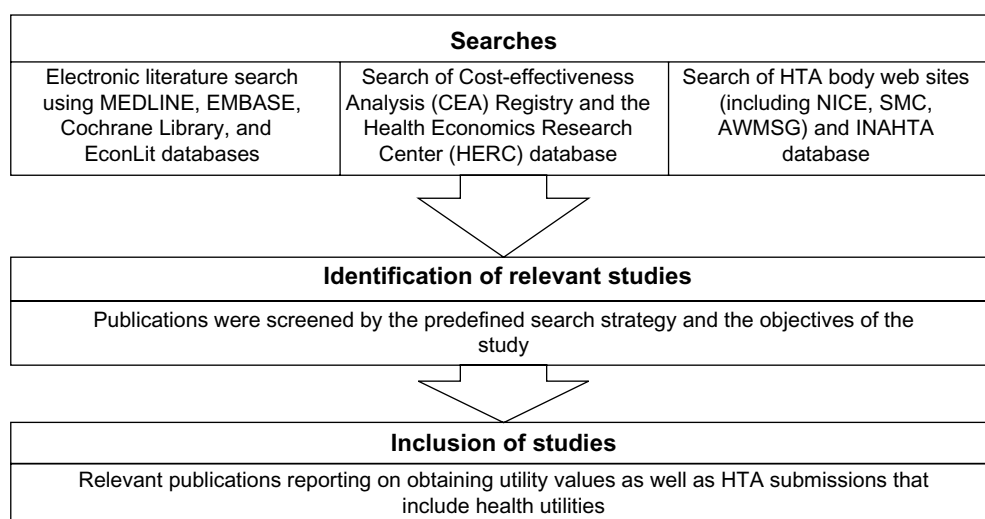 Searches
Electronic literature search
using MEDLINE, EMBASE,
Cochrane Library, and
EconLit databases
Search of Cost-effectiveness
Analysis (CEA) Registry and the
Health Economics Research
Center (HERC) database
Search of HTA body web sites
(including NICE, SMC,
AWMSG) and INAHTA
database
Identification of relevant studies
Publications were screened by the predefined search strategy and the objectives of the
study
Inclusion of studies
Relevant publications reporting on obtaining utility values as well as HTA submissions that
include health utilities